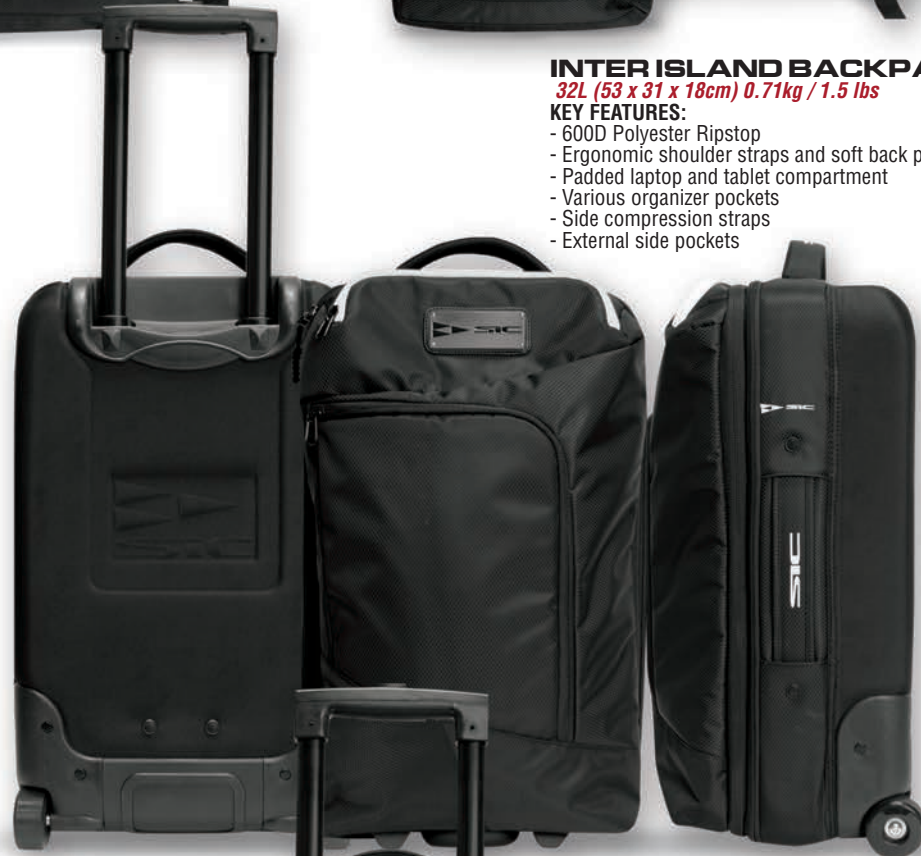 INTER ISLAND BACKPA
32L (53 x 31 x 18cm) 0.71kg / 1.5 lbs
KEY FEATURES:
- 600D Polyester Ripstop
- Ergonomic shoulder straps and soft back p
- Padded laptop and tablet compartment
- Various organizer pockets
- Side compression straps
- External side pockets
SIC
SIC
SIC
SIC